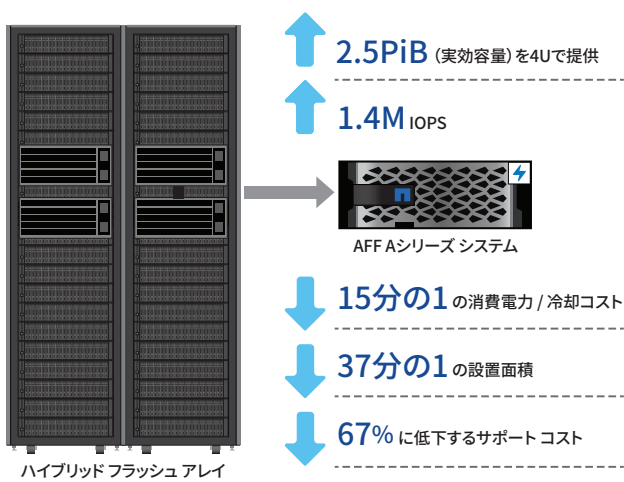 2.5PiB（実効容量）を4Uで提供
1.4M IOPS
AFF Aシリーズ システム
15分の1の消費電力 / 冷却コスト
37分の1の設置面積
67%に低下するサポート コスト
ハイブリッド フラッシュ アレイ